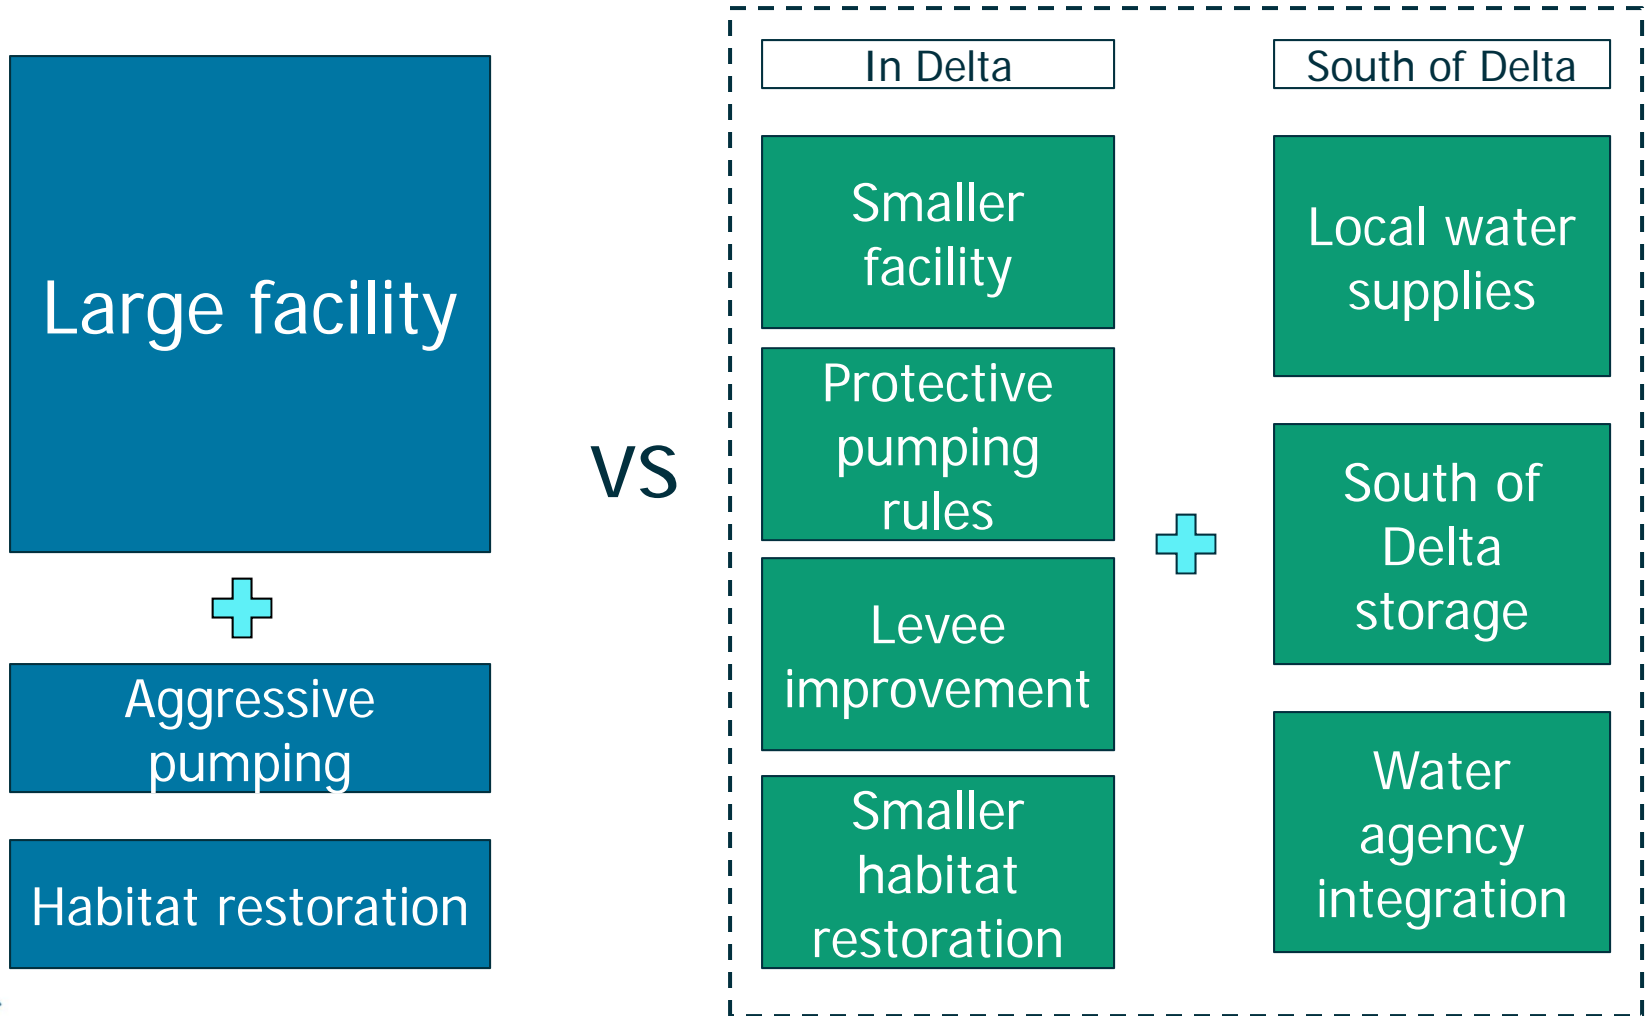 Large facility
Aggressive
pumping
Habitat restoration
vs
In Delta
Smaller
facility
Protective
pumping
rules
Levee
improvement
Smaller
habitat
restoration
South of Delta
Local water
supplies
South of
Delta
storage
Water
agency
integration